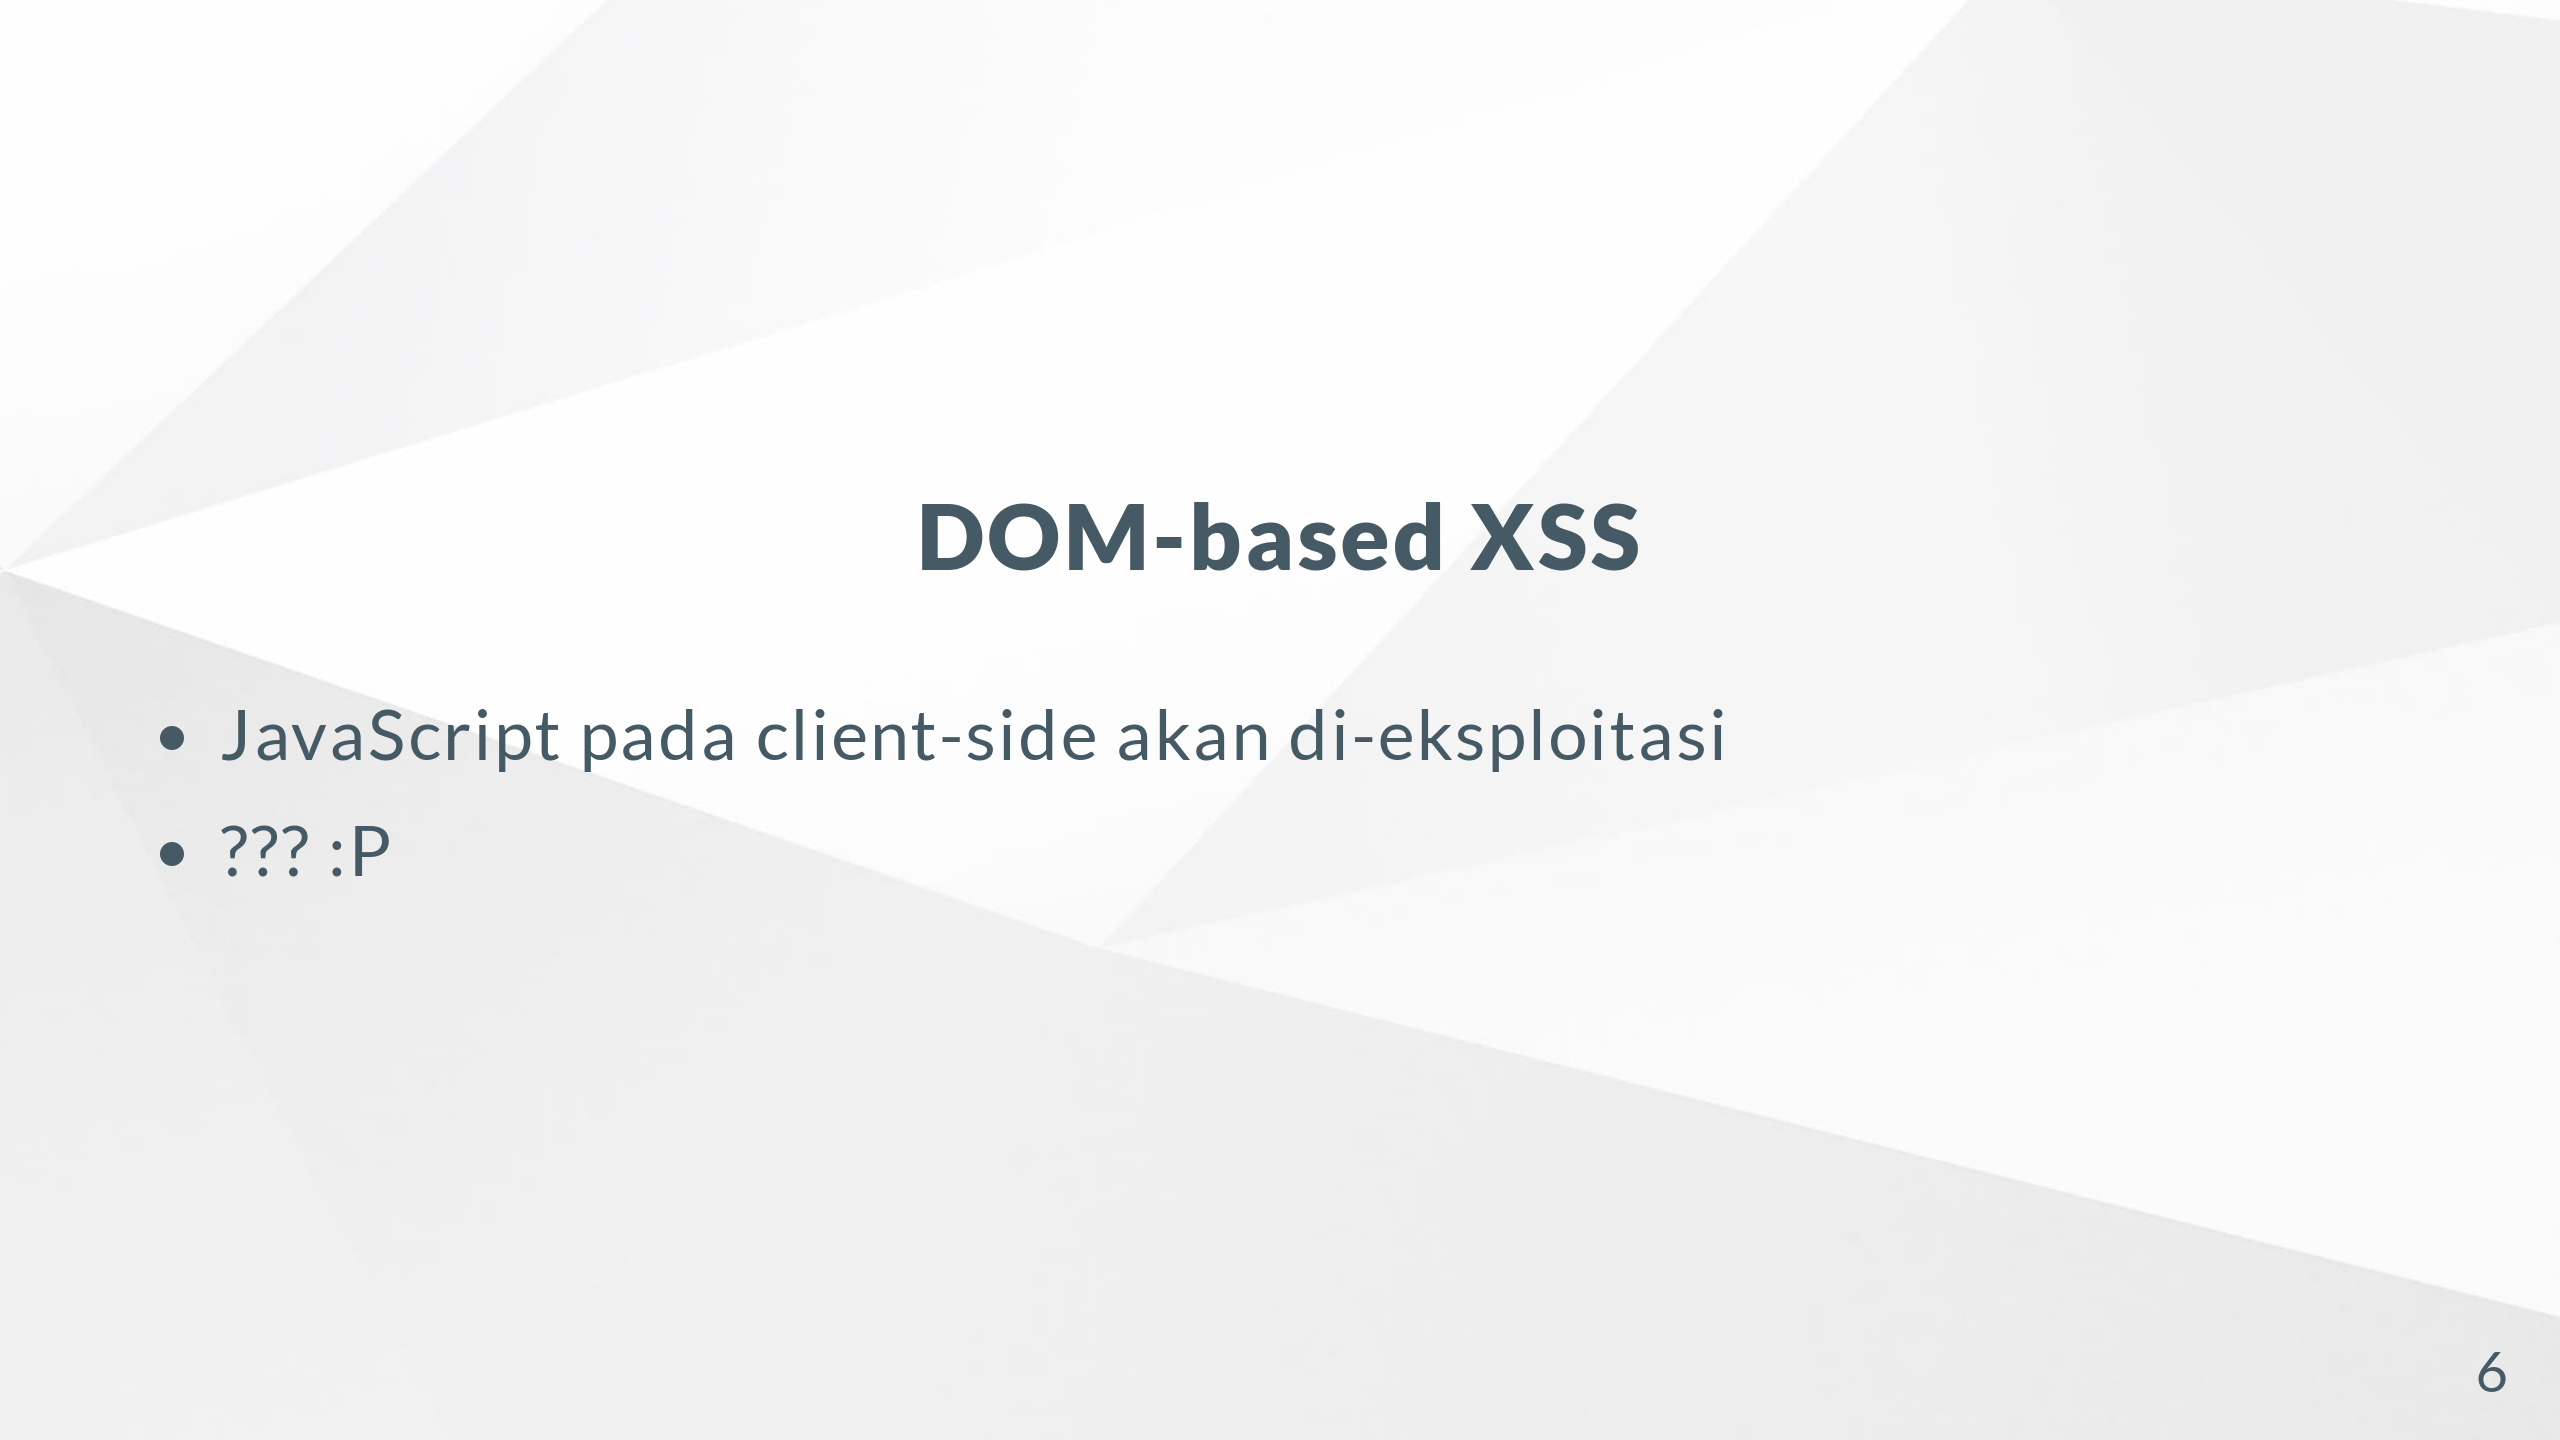 DOM-based XSS
• JavaScript pada client-side akan di-eksploitasi
• ??? :P
6